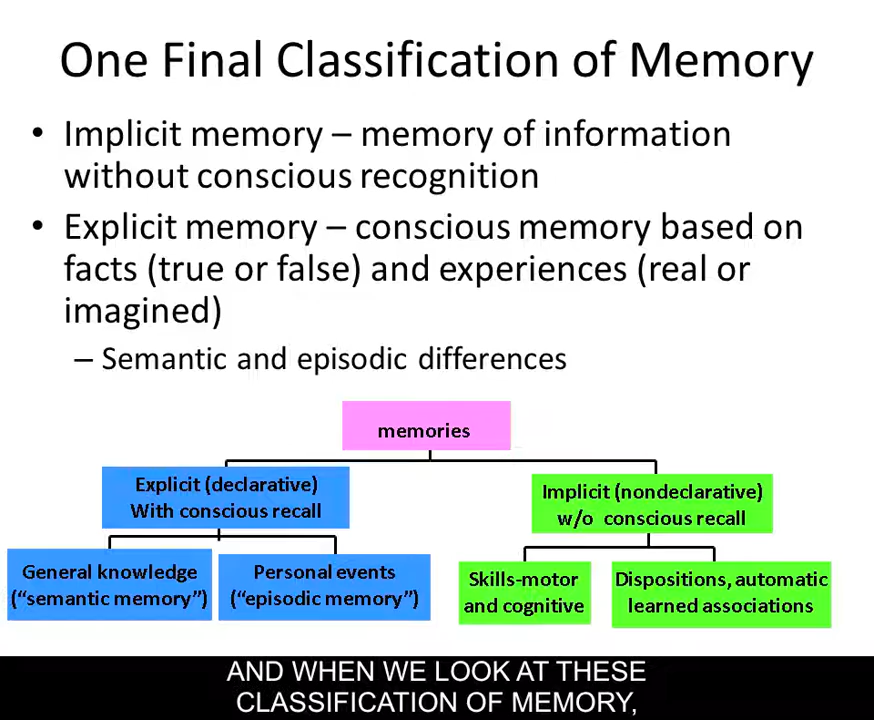 One Final Classification of Memory
• Implicit memory – memory of information
without conscious recognition
• Explicit memory – conscious memory based on
facts (true or false) and experiences (real or
imagined)
– Semantic and episodic differences
memories
Explicit (declarative)
With conscious recall
Implicit (nondeclarative)
w/o conscious recall
General knowledge
(“semantic memory”)
Personal events
(“episodic memory”)
Skills-motor
and cognitive
Dispositions, automatic
learned associations
AND WHEN WE LOOK AT THESE
CLASSIFICATION OF MEMORY,